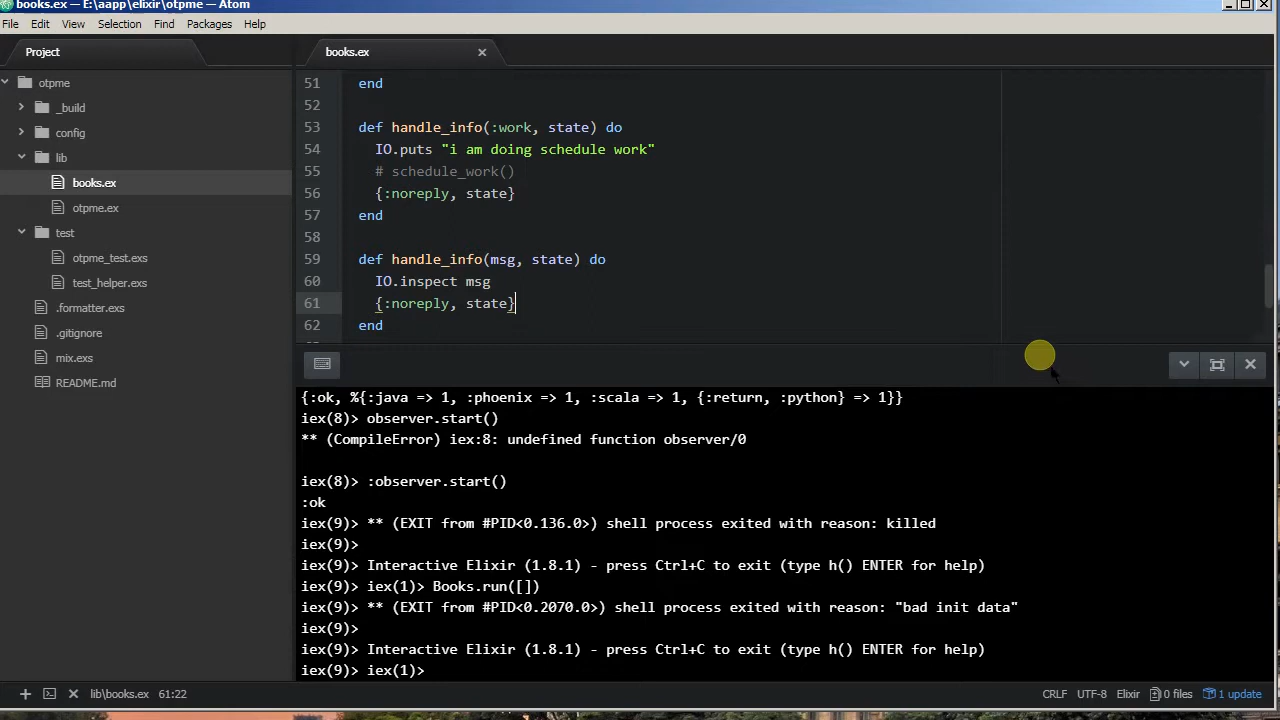 books.ex — E:\aapp\elixir\otpme — Atom
File Edit View Selection Find Packages Help
Project
books.ex
otpme
_build
config
lib
books.ex
otpme.ex
test
otpme_test.exs
test_helper.exs
.formatter.exs
.gitignore
mix.exs
README.md
51 end
52
53 def handle_info(:work, state) do
54 IO.puts "i am doing schedule work"
55 # schedule_work()
56 {:noreply, state}
57 end
58
59 def handle_info(msg, state) do
60 IO.inspect msg
61 {:noreply, state}
62 end
{:ok, %{:java => 1, :phoenix => 1, :scala => 1, {:return, :python} => 1}}
iex(8)> observer.start()
** (CompileError) iex:8: undefined function observer/0
iex(8)> :observer.start()
:ok
iex(9)> ** (EXIT from #PID<0.136.0>) shell process exited with reason: killed
iex(9)>
iex(9)> Interactive Elixir (1.8.1) - press Ctrl+C to exit (type h() ENTER for help)
iex(9)> iex(1)> Books.run([])
iex(9)> ** (EXIT from #PID<0.2070.0>) shell process exited with reason: "bad init data"
iex(9)>
iex(9)> Interactive Elixir (1.8.1) - press Ctrl+C to exit (type h() ENTER for help)
iex(9)> iex(1)>
lib\books.ex 61:22 CRLF UTF-8 Elixir 0 files 1 update